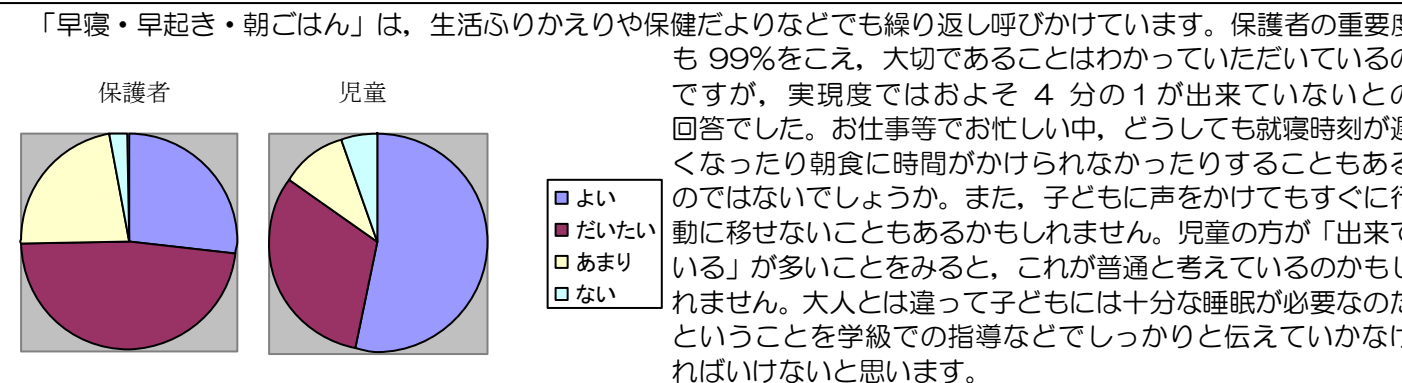 「早寝・早起き・朝ごはん」は，生活ふりかえりや保健だよりなどでも繰り返し呼びかけています。保護者の重要度
も 99%をこえ，大切であることはわかっていただいているの
ですが，実現度ではおよそ 4 分の1が出来ていないとの
回答でした。お仕事等でお忙しい中，どうしても就寝時刻が遅
くなったり朝食に時間がかけられなかったりすることもある
のではないでしょうか。また，子どもに声をかけてもすぐに行
動に移せないこともあるかもしれません。児童の方が「出来て
いる」が多いことをみると，これが普通と考えているのかもし
れません。大人とは違って子どもには十分な睡眠が必要なのだ
ということを学級での指導などでしっかりと伝えていかなけ
ればいけないと思います。
保護者
児童
よい
だいたい
あまり
ない